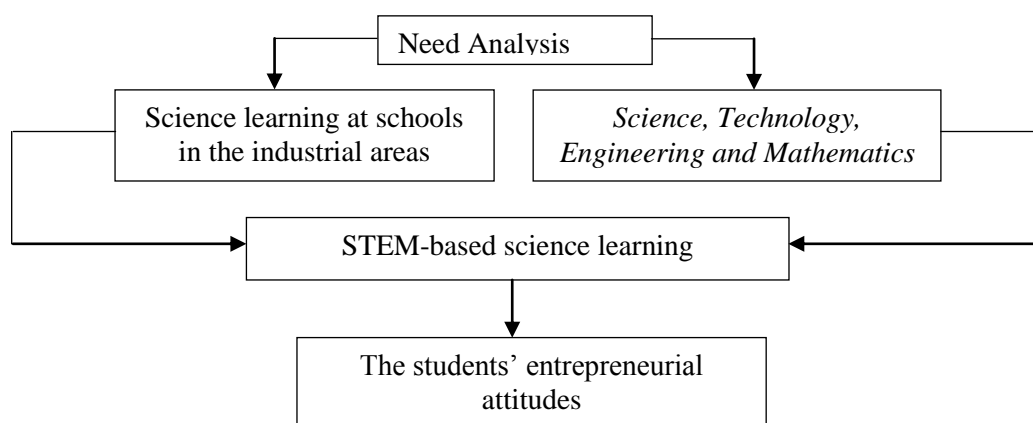 Need Analysis
Science learning at schools
in the industrial areas
Science, Technology,
Engineering and Mathematics
STEM-based science learning
The students’ entrepreneurial
attitudes